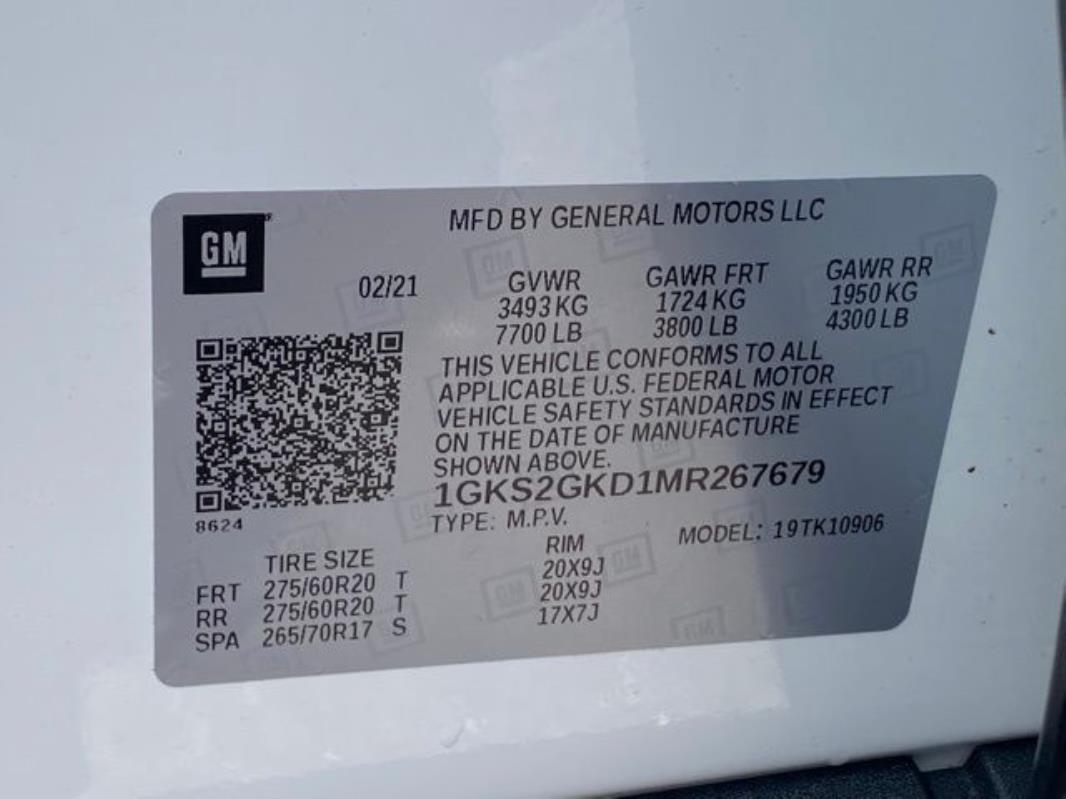 GM
MFD BY GENERAL MOTORS LLC
02/21
GVWR GAWR FRT GAWR RR
3493 KG 1724 KG 1950 KG
7700 LB 3800 LB 4300 LB
THIS VEHICLE CONFORMS TO ALL
APPLICABLE U.S. FEDERAL MOTOR
VEHICLE SAFETY STANDARDS IN EFFECT
ON THE DATE OF MANUFACTURE
SHOWN ABOVE.
1GKS2GKD1MR267679
8624
TYPE: M.P.V. MODEL: 19TK10906
TIRE SIZE RIM
FRT 275/60R20 T 20X9J
RR 275/60R20 T 20X9J
SPA 265/70R17 S 17X7J